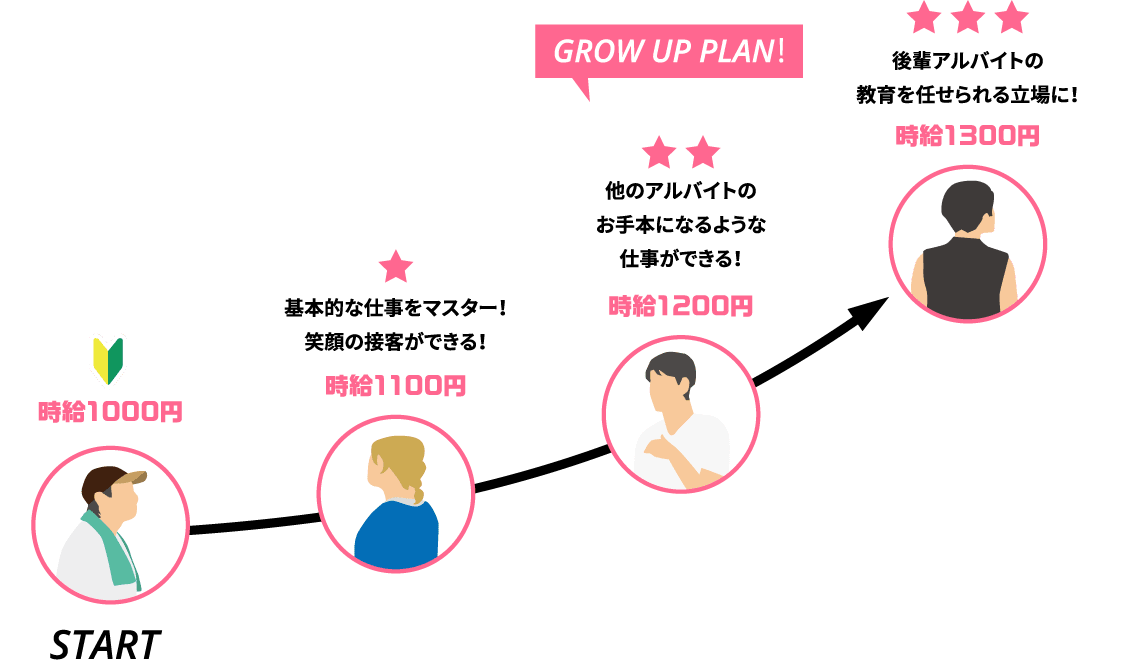 GROW UP PLAN!
時給1000円
START
基本的な仕事をマスター！
笑顔の接客ができる！
時給1100円
他のアルバイトの
お手本になるような
仕事ができる！
時給1200円
後輩アルバイトの
教育を任せられる立場に！
時給1300円